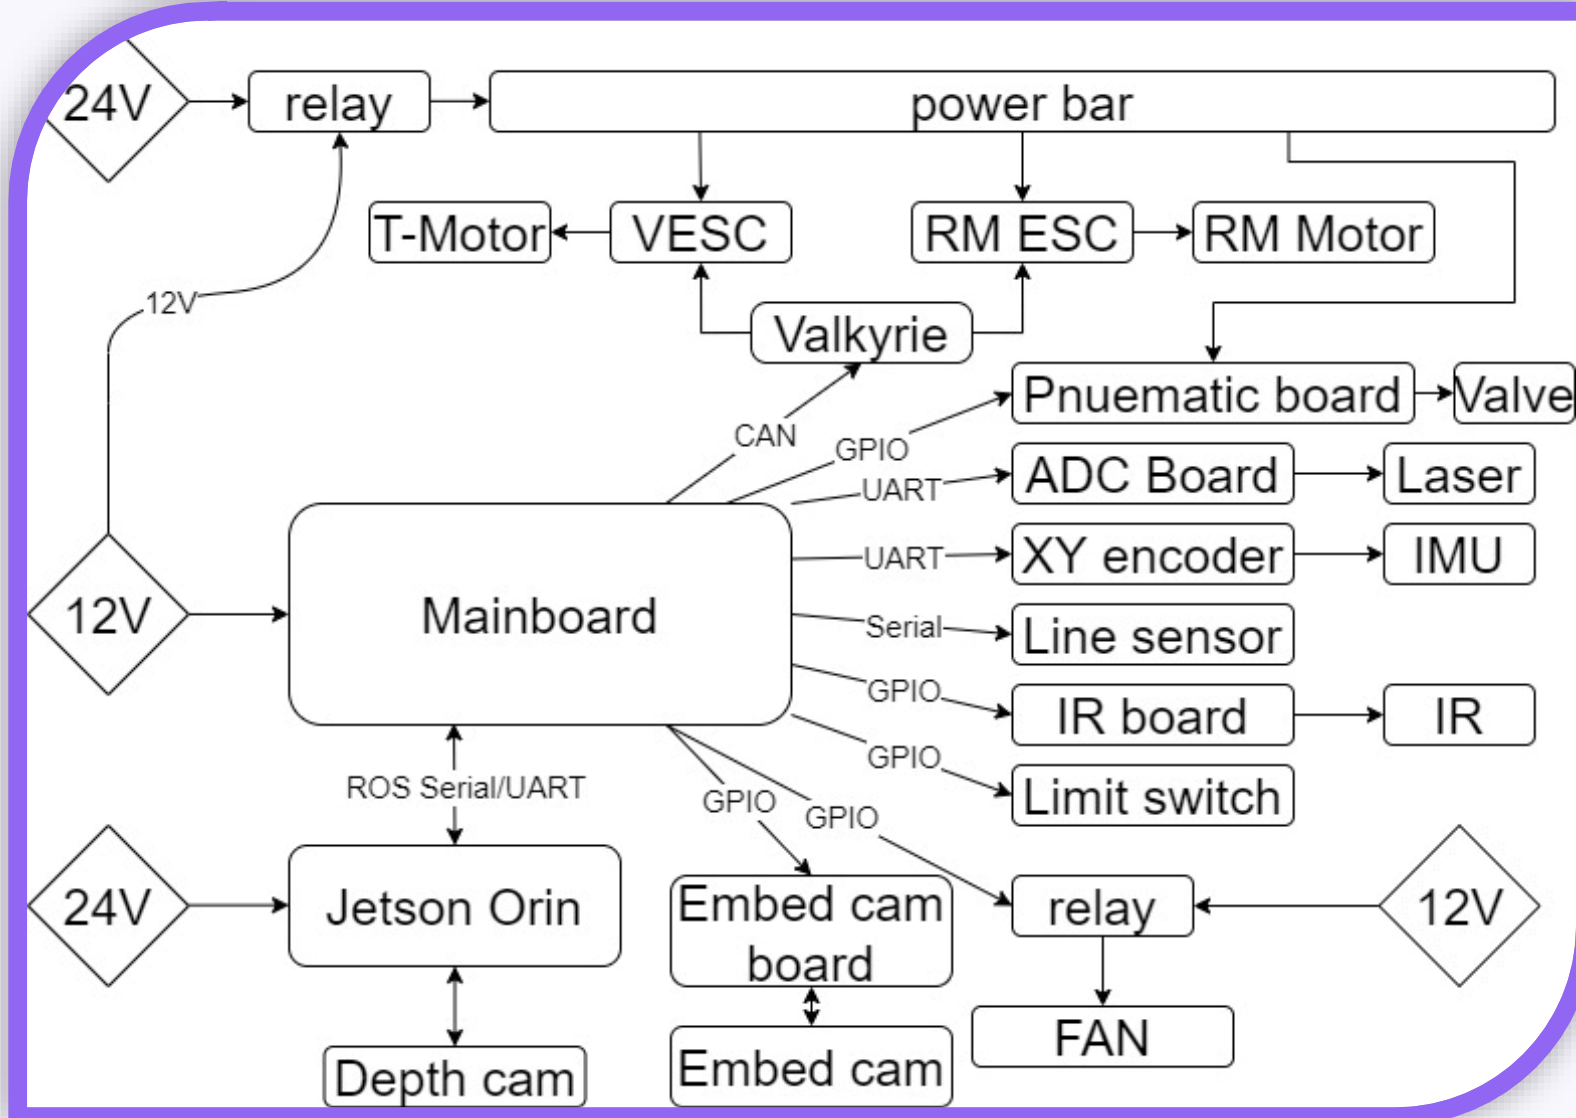 24V
relay
power bar
T-Motor
VESC
RM ESC
RM Motor
12V
Valkyrie
Pnuematic board
Valve
CAN
GPIO
UART
ADC Board
Laser
UART
XY encoder
IMU
12V
Mainboard
Serial
Line sensor
GPIO
IR board
IR
GPIO
Limit switch
ROS Serial/UART
GPIO
GPIO
24V
Jetson Orin
Embed cam
board
relay
12V
Depth cam
Embed cam
FAN